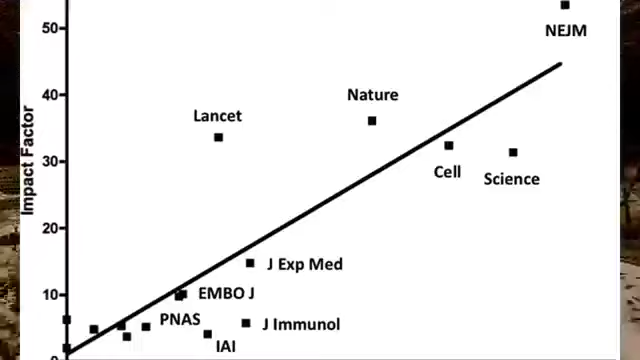 50
NEJM
40
Nature
Lancet
30
Cell
Science
Impact Factor
20
J Exp Med
10
EMBO J
PNAS
J Immunol
IAI
0